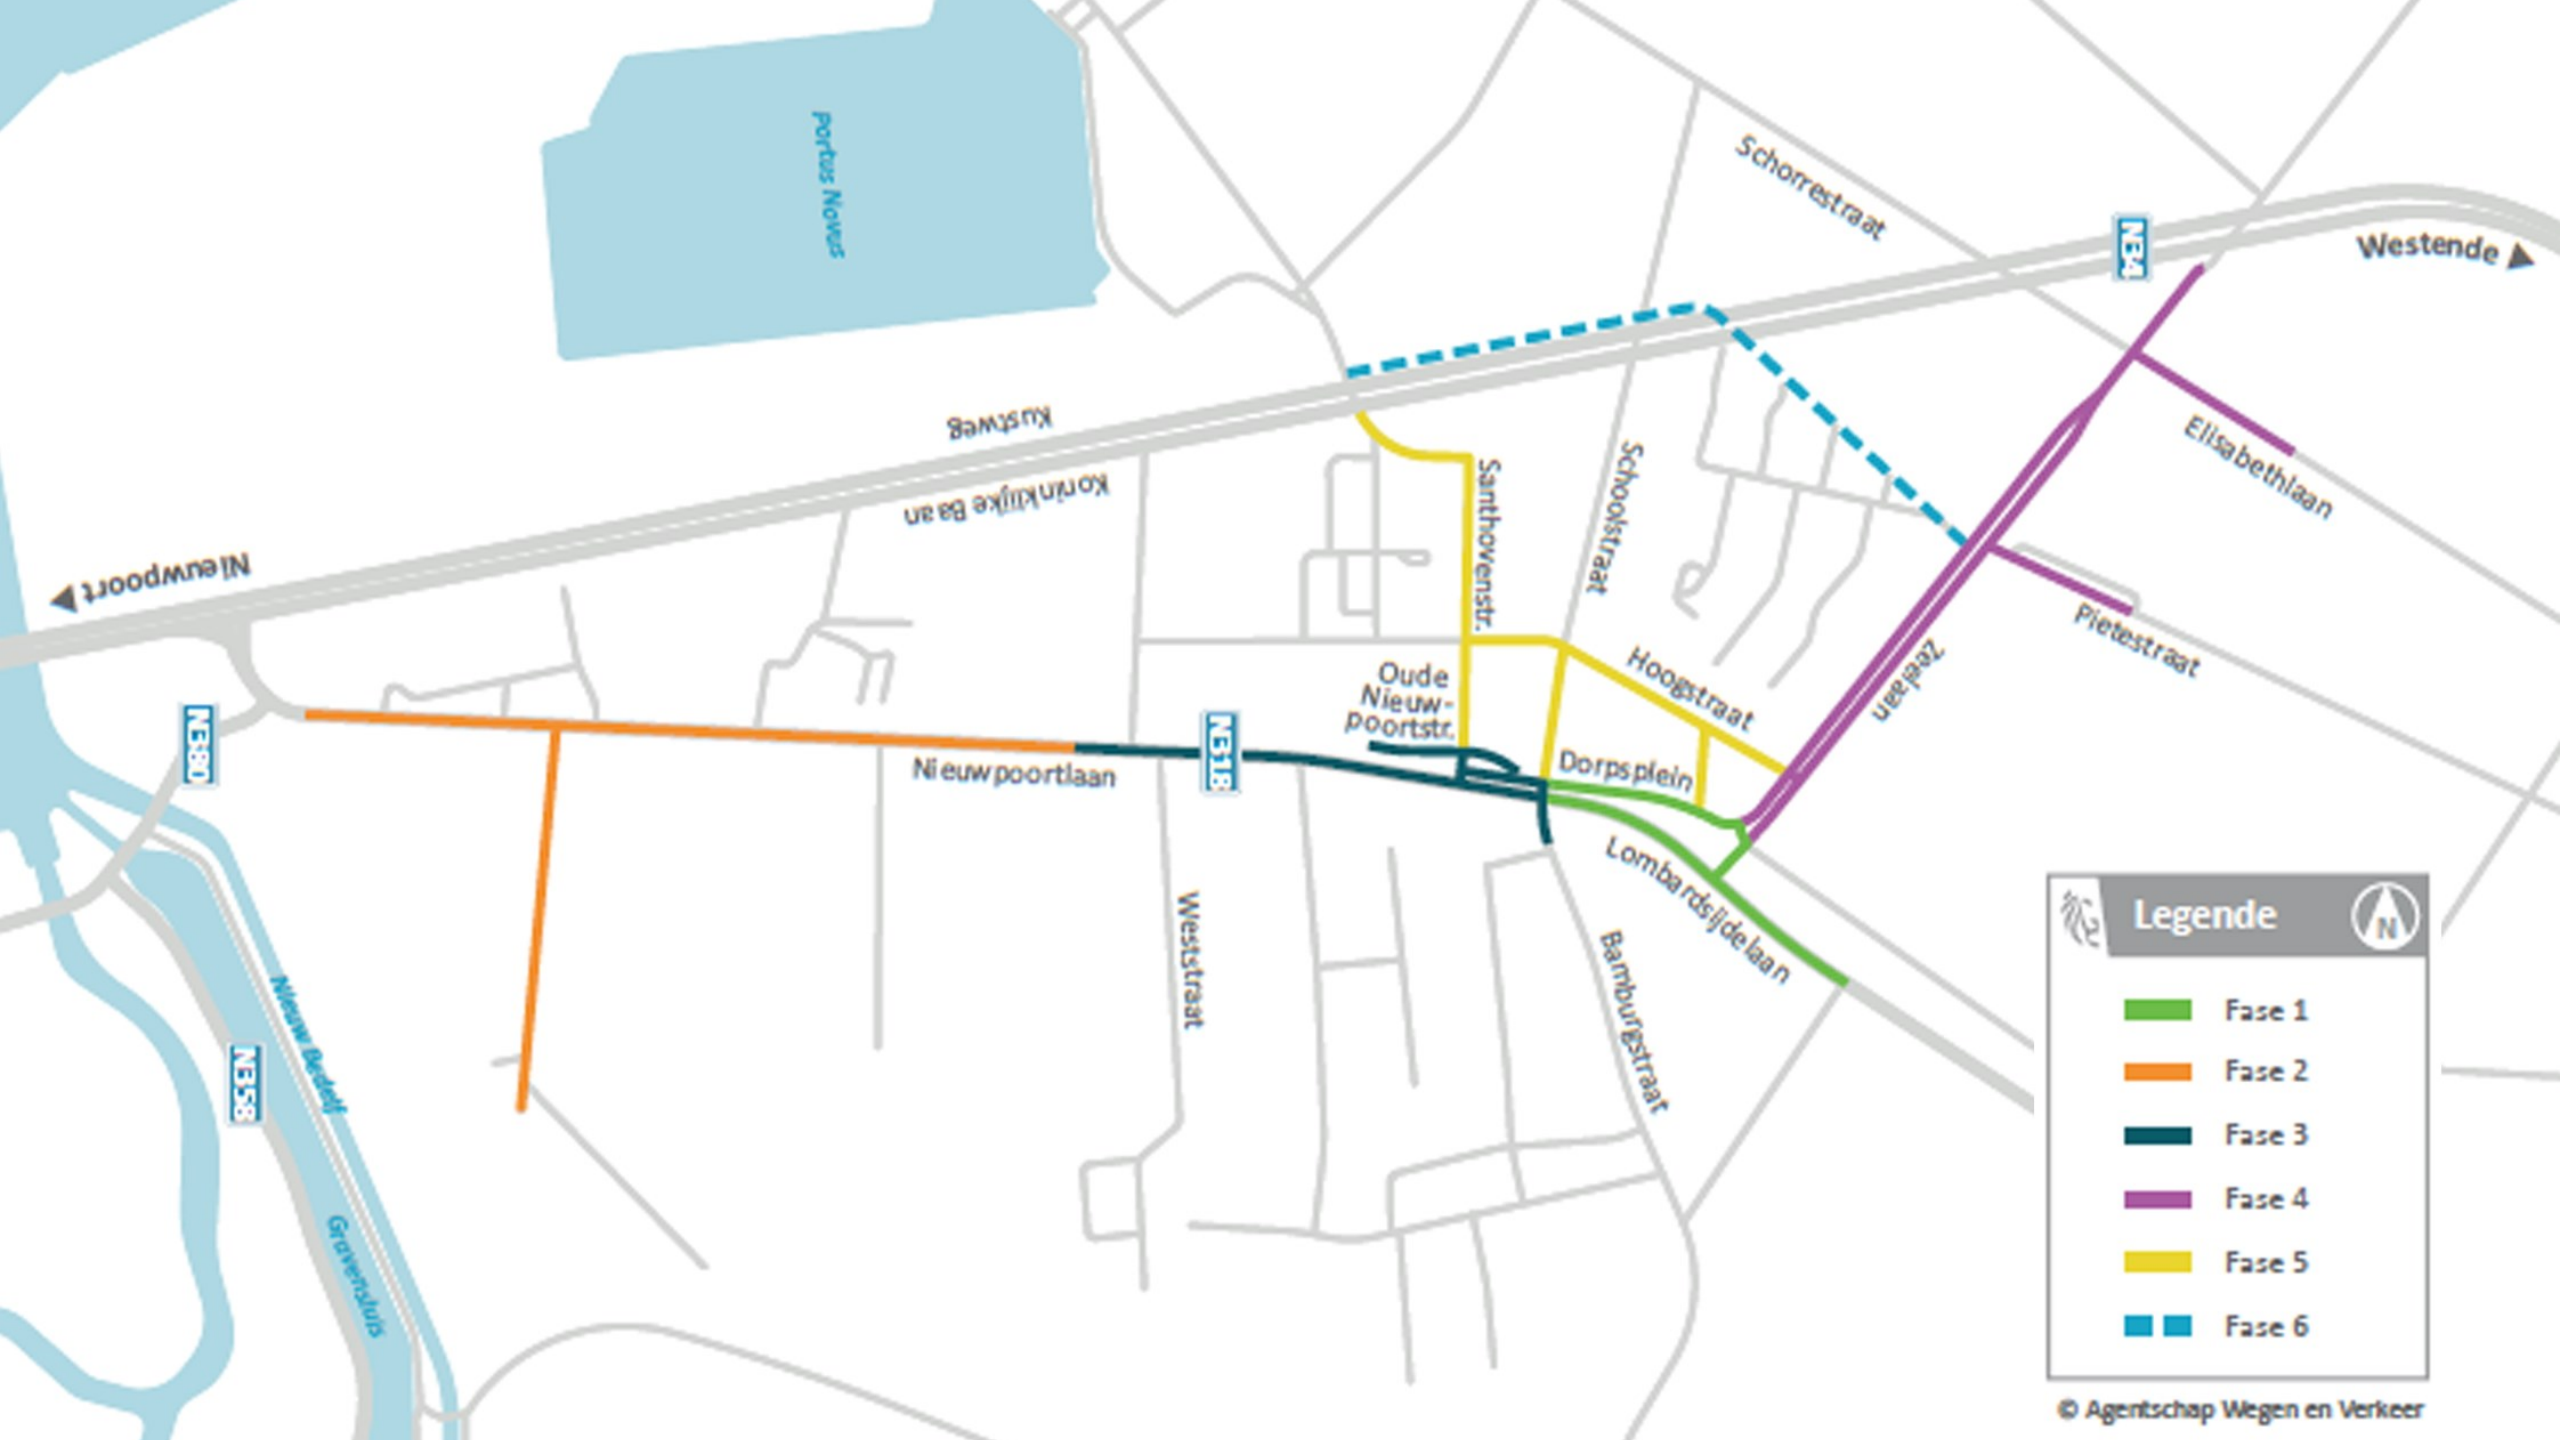 Portus Novus
Schorrestraat
N34
Westende
Kustweg
Koninklijke Baan
Nieuwpoort
Elisabethlaan
Santhovenstr.
Schoolstraat
Pietestraat
Zeelaan
Hoogstraat
Oude
Nieuw-
poortstr.
N380
N318
Dorpsplein
Nieuwpoortlaan
Lombardsijdelaan
Weststraat
Bamburgstraat
Nieuw Bedelf
N358
Gravensluis
Legende
N
Fase 1
Fase 2
Fase 3
Fase 4
Fase 5
Fase 6
© Agentschap Wegen en Verkeer